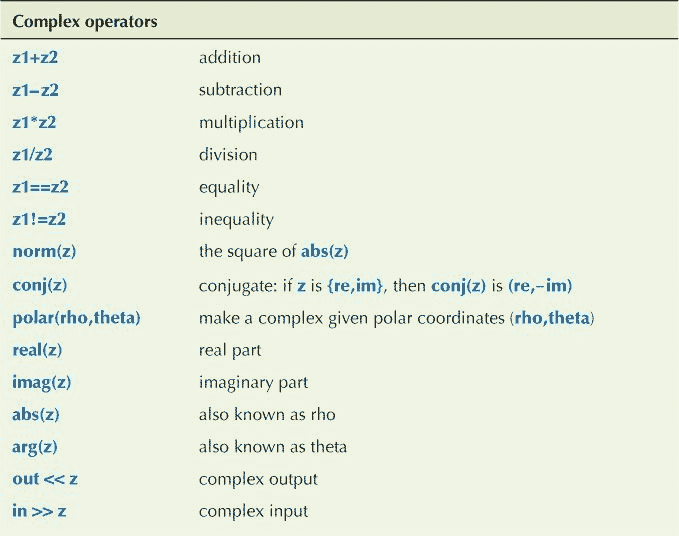 Complex operators
z1+z2 addition
z1–z2 subtraction
z1*z2 multiplication
z1/z2 division
z1==z2 equality
z1!=z2 inequality
norm(z) the square of abs(z)
conj(z) conjugate: if z is {re,im}, then conj(z) is (re,–im)
polar(rho,theta) make a complex given polar coordinates (rho,theta)
real(z) real part
imag(z) imaginary part
abs(z) also known as rho
arg(z) also known as theta
out << z complex output
in >> z complex input